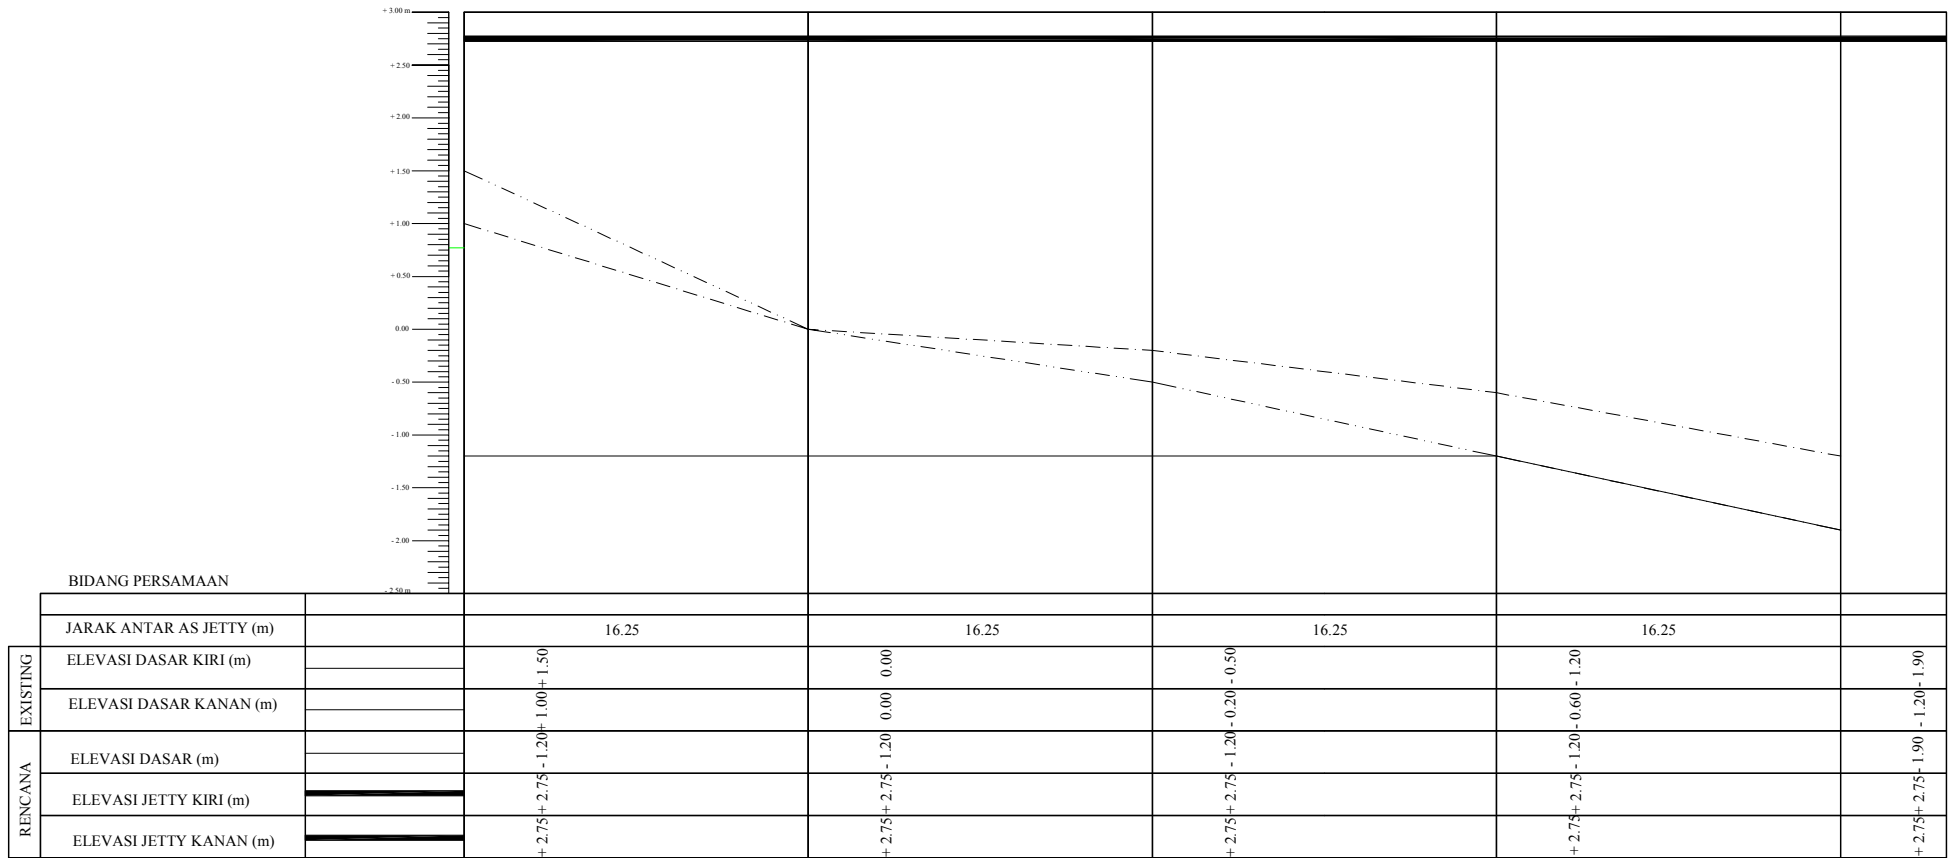 + 3.00 m
+ 2.50
+ 2.00
+ 1.50
+ 1.00
+ 0.50
0.00
- 0.50
- 1.00
- 1.50
- 2.00
- 2.50 m
BIDANG PERSAMAAN
JARAK ANTAR AS JETTY (m) 16.25 16.25 16.25 16.25
EXISTING
ELEVASI DASAR KIRI (m) + 1.50 0.00 - 0.50 - 1.20 - 1.90
ELEVASI DASAR KANAN (m) + 1.00 0.00 - 0.20 - 0.60 - 1.20
RENCANA
ELEVASI DASAR (m) - 1.20 - 1.20 - 1.20 - 1.20 - 1.90
ELEVASI JETTY KIRI (m) + 2.75 + 2.75 + 2.75 + 2.75 + 2.75
ELEVASI JETTY KANAN (m) + 2.75 + 2.75 + 2.75 + 2.75 + 2.75